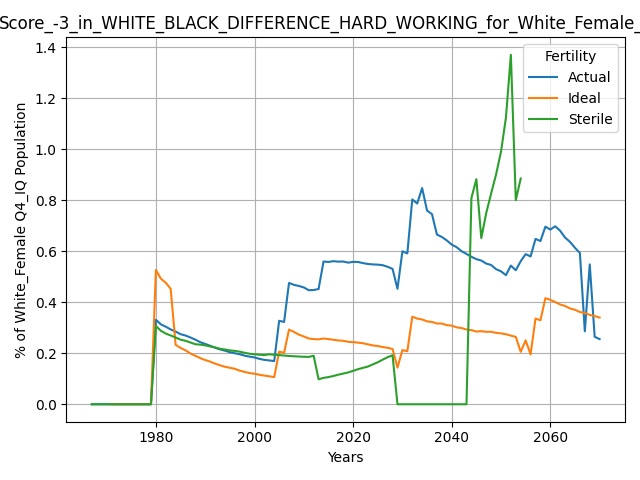 Score_-3_in_WHITE_BLACK_DIFFERENCE_HARD_WORKING_for_White_Female_
% of White_Female Q4_IQ Population
1.4
1.2
1.0
0.8
0.6
0.4
0.2
0.0
Fertility
Actual
Ideal
Sterile
1980 2000 2020 2040 2060
Years